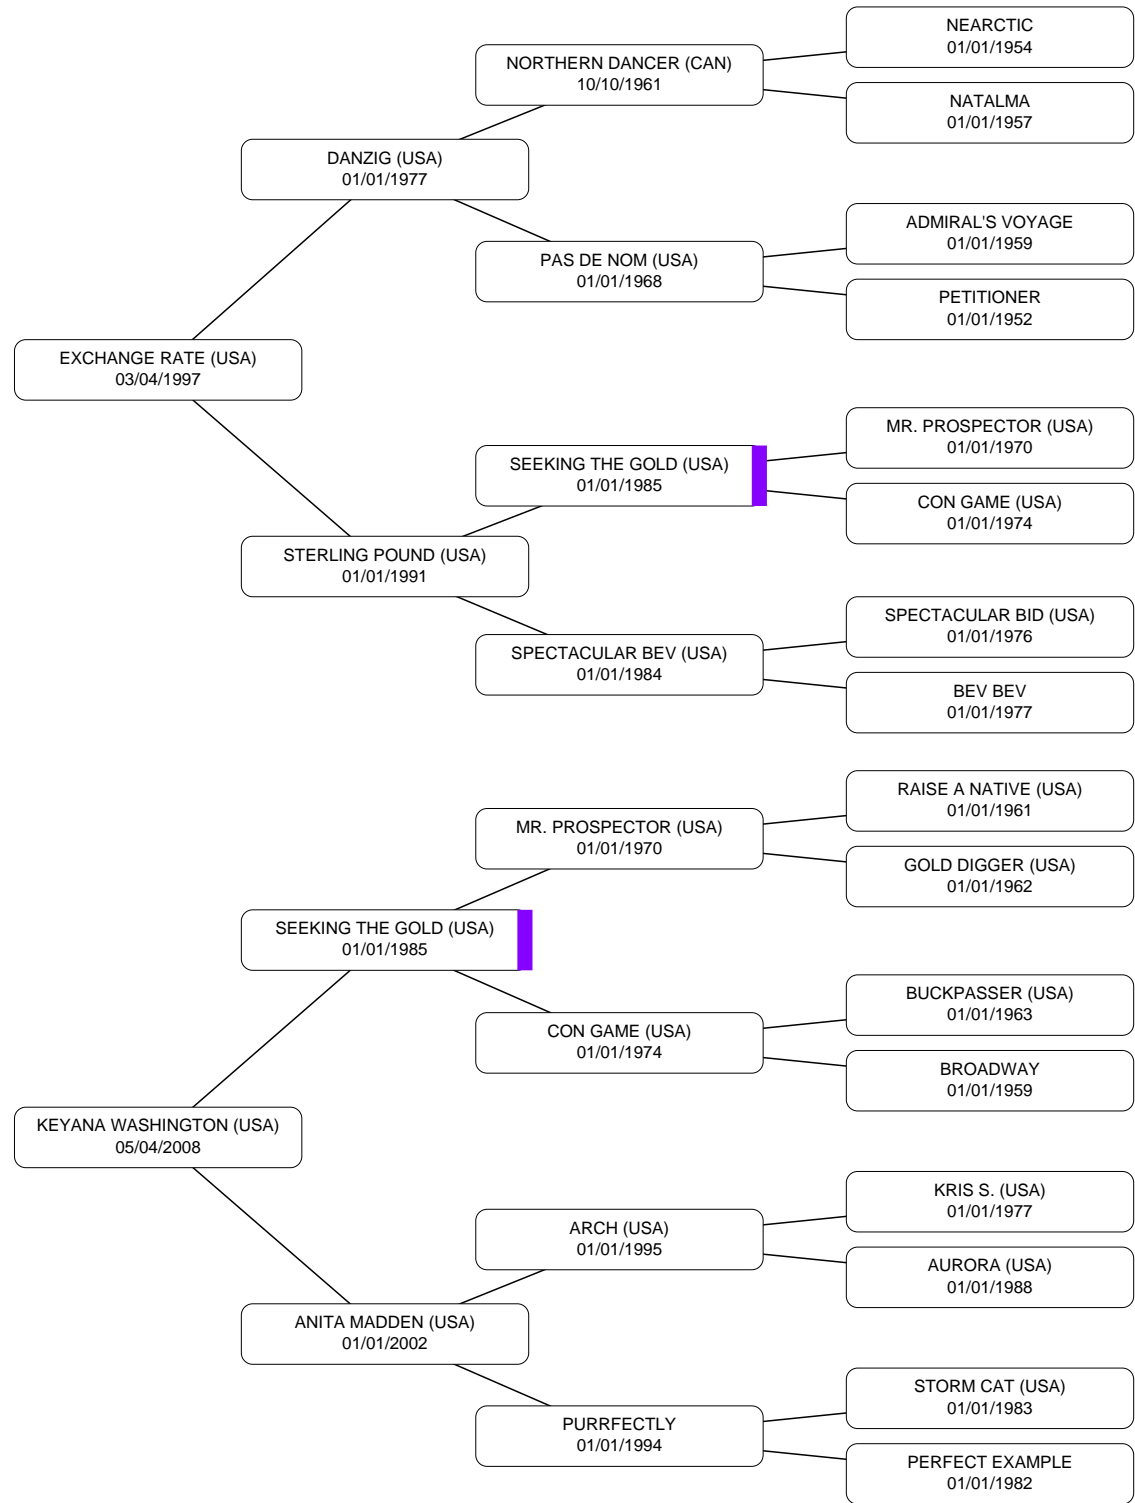 NEARCTIC
01/01/1954
NORTHERN DANCER (CAN)
10/10/1961
NATALMA
01/01/1957
DANZIG (USA)
01/01/1977
ADMIRAL'S VOYAGE
01/01/1959
PAS DE NOM (USA)
01/01/1968
PETITIONER
01/01/1952
EXCHANGE RATE (USA)
03/04/1997
MR. PROSPECTOR (USA)
01/01/1970
SEEKING THE GOLD (USA)
01/01/1985
CON GAME (USA)
01/01/1974
STERLING POUND (USA)
01/01/1991
SPECTACULAR BID (USA)
01/01/1976
SPECTACULAR BEV (USA)
01/01/1984
BEV BEV
01/01/1977
RAISE A NATIVE (USA)
01/01/1961
MR. PROSPECTOR (USA)
01/01/1970
GOLD DIGGER (USA)
01/01/1962
SEEKING THE GOLD (USA)
01/01/1985
BUCKPASSER (USA)
01/01/1963
CON GAME (USA)
01/01/1974
BROADWAY
01/01/1959
KEYANA WASHINGTON (USA)
05/04/2008
KRIS S. (USA)
01/01/1977
ARCH (USA)
01/01/1995
AURORA (USA)
01/01/1988
ANITA MADDEN (USA)
01/01/2002
STORM CAT (USA)
01/01/1983
PURRFECTLY
01/01/1994
PERFECT EXAMPLE
01/01/1982